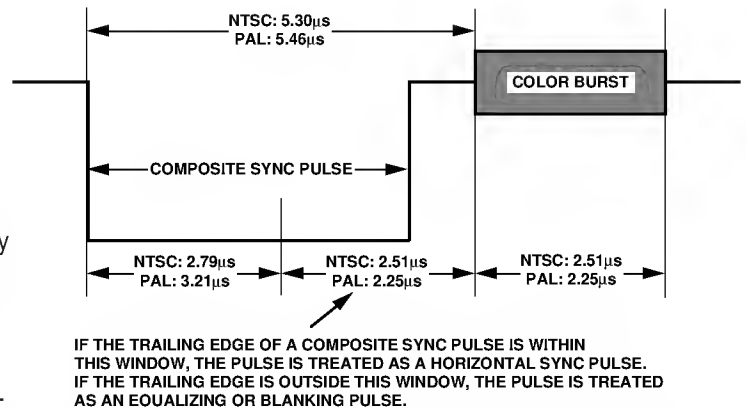 NTSC: 5.30μs
PAL: 5.46μs
COLOR BURST
COMPOSITE SYNC PULSE
y
NTSC: 2.79μs
PAL: 3.21μs
NTSC: 2.51μs
PAL: 2.25μs
NTSC: 2.51μs
PAL: 2.25μs
IF THE TRAILING EDGE OF A COMPOSITE SYNC PULSE IS WITHIN
THIS WINDOW, THE PULSE IS TREATED AS A HORIZONTAL SYNC PULSE.
IF THE TRAILING EDGE IS OUTSIDE THIS WINDOW, THE PULSE IS TREATED
AS AN EQUALIZING OR BLANKING PULSE.